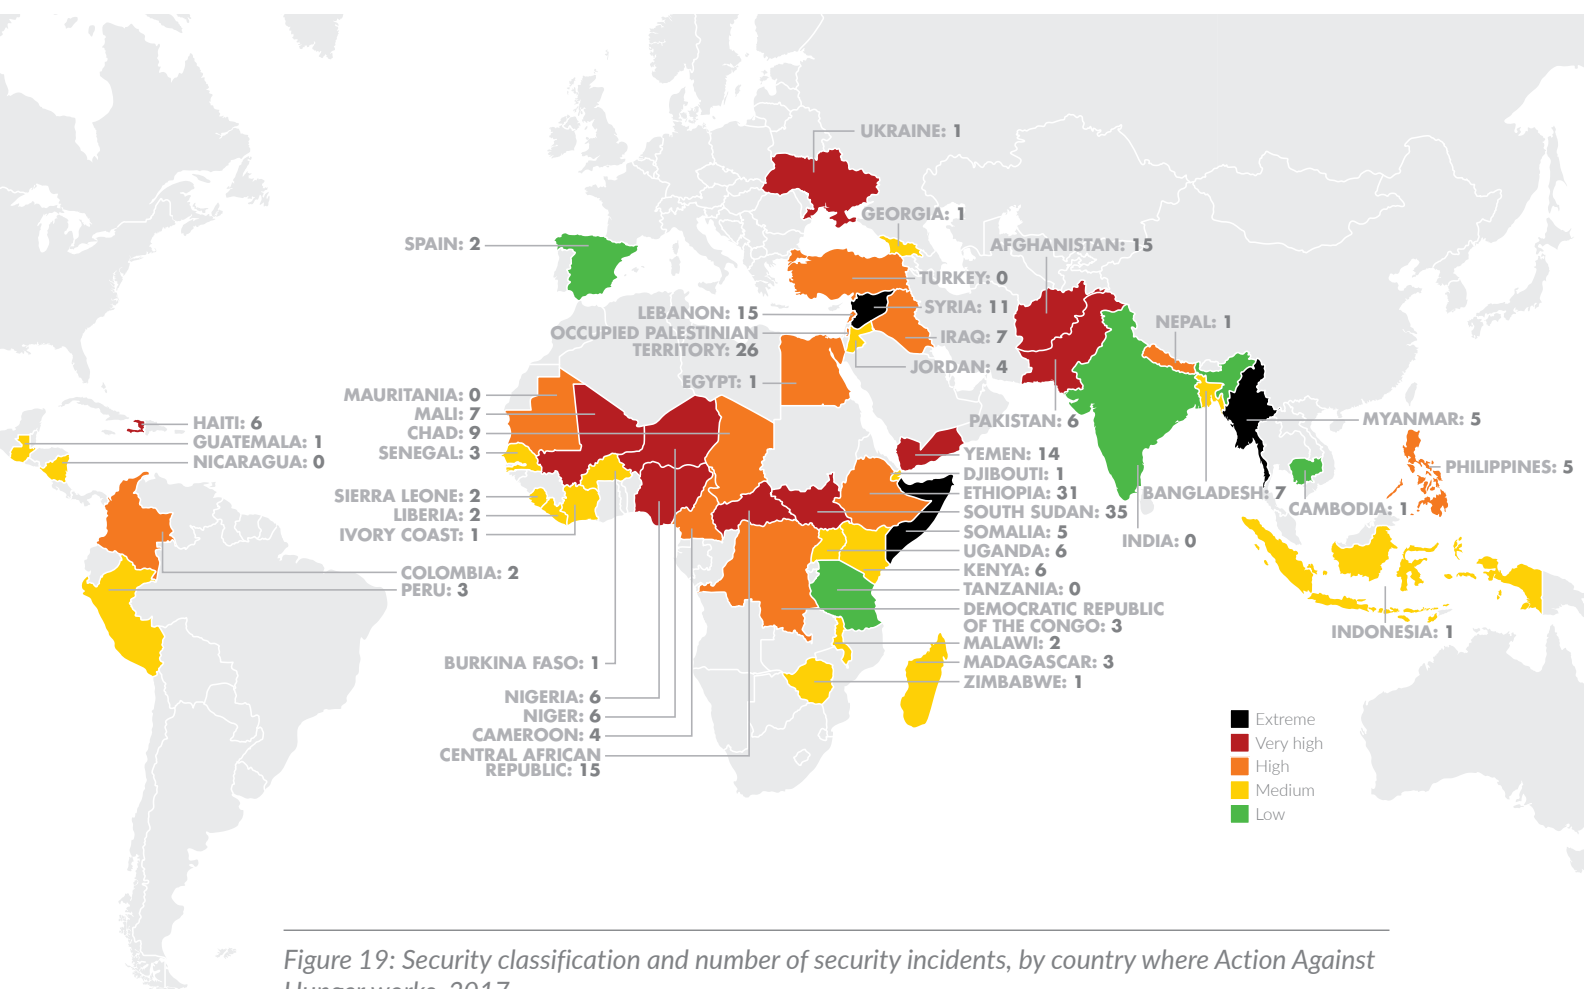 UKRAINE: 1
GEORGIA: 1
SPAIN: 2
AFGHANISTAN: 15
TURKEY: 0
LEBANON: 15
SYRIA: 11
OCCUPIED PALESTINIAN
TERRITORY: 26
NEPAL: 1
IRAQ: 7
JORDAN: 4
EGYPT: 1
MAURITANIA: 0
MALI: 7
CHAD: 9
SENEGAL: 3
HAITI: 6
GUATEMALA: 1
NICARAGUA: 0
PAKISTAN: 6
MYANMAR: 5
YEMEN: 14
DJIBOUTI: 1
ETHIOPIA: 31
SOUTH SUDAN: 35
SOMALIA: 5
UGANDA: 6
KENYA: 6
TANZANIA: 0
DEMOCRATIC REPUBLIC
OF THE CONGO: 3
MALAWI: 2
MADAGASCAR: 3
ZIMBABWE: 1
PHILIPPINES: 5
BANGLADESH: 7
CAMBODIA: 1
INDIA: 0
INDONESIA: 1
SIERRA LEONE: 2
LIBERIA: 2
IVORY COAST: 1
COLOMBIA: 2
PERU: 3
BURKINA FASO: 1
NIGERIA: 6
NIGER: 6
CAMEROON: 4
CENTRAL AFRICAN
REPUBLIC: 15
Extreme
Very high
High
Medium
Low
Figure 19: Security classification and number of security incidents, by country where Action Against
Hunger works, 2017